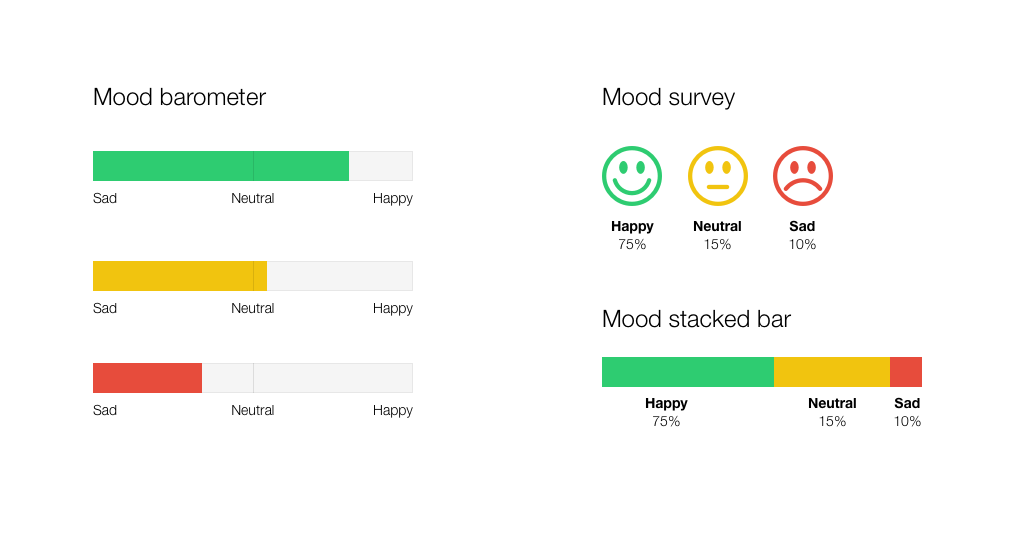 Mood barometer
Sad Neutral Happy
Sad Neutral Happy
Sad Neutral Happy
Mood survey
Happy Neutral Sad
75% 15% 10%
Mood stacked bar
Happy Neutral Sad
75% 15% 10%